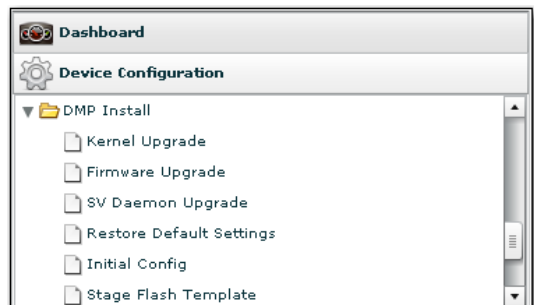 Dashboard
Device Configuration
DMP Install
Kernel Upgrade
Firmware Upgrade
SV Daemon Upgrade
Restore Default Settings
Initial Config
Stage Flash Template